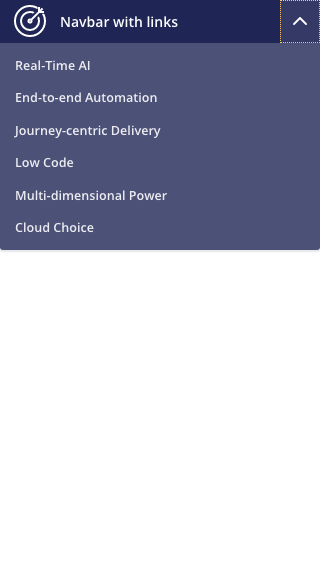 Navbar with links
Real-Time AI
End-to-end Automation
Journey-centric Delivery
Low Code
Multi-dimensional Power
Cloud Choice